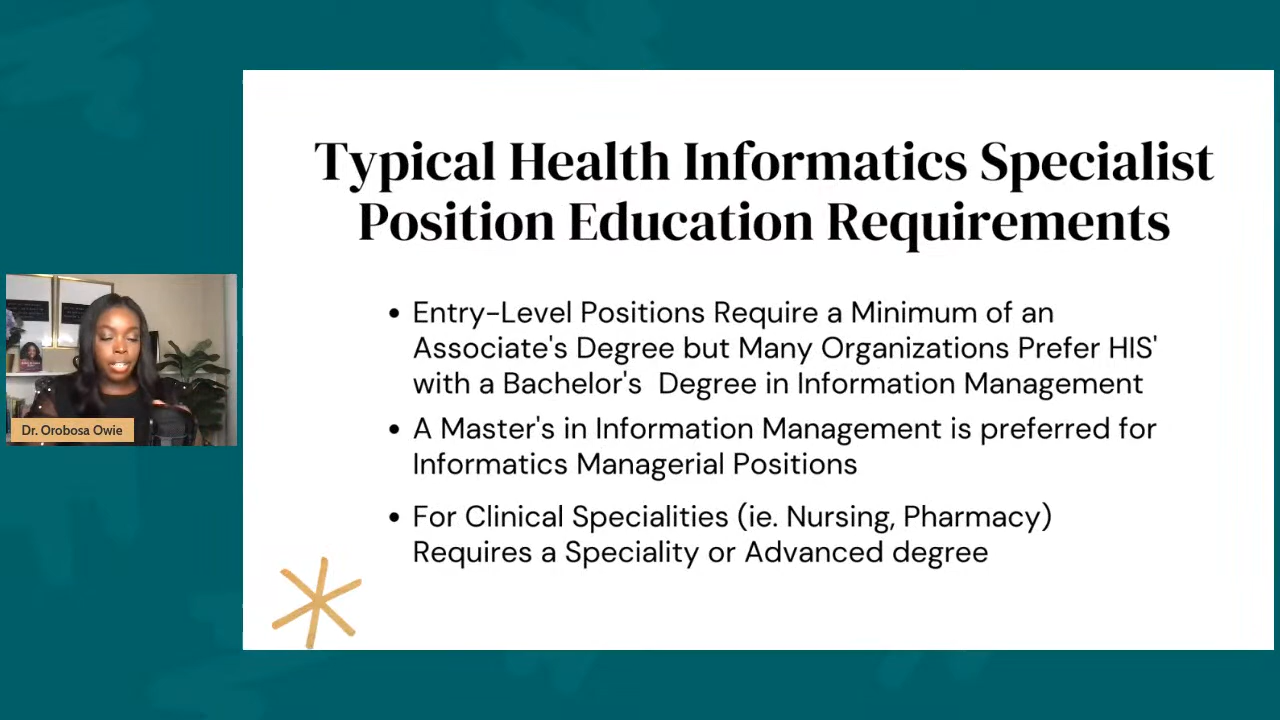 Typical Health Informatics Specialist
Position Education Requirements
Entry-Level Positions Require a Minimum of an
Associate's Degree but Many Organizations Prefer HIS'
with a Bachelor's  Degree in Information Management
A Master's in Information Management is preferred for
Informatics Managerial Positions
For Clinical Specialities (ie. Nursing, Pharmacy)
Requires a Speciality or Advanced degree
Dr. Orobosa Owie